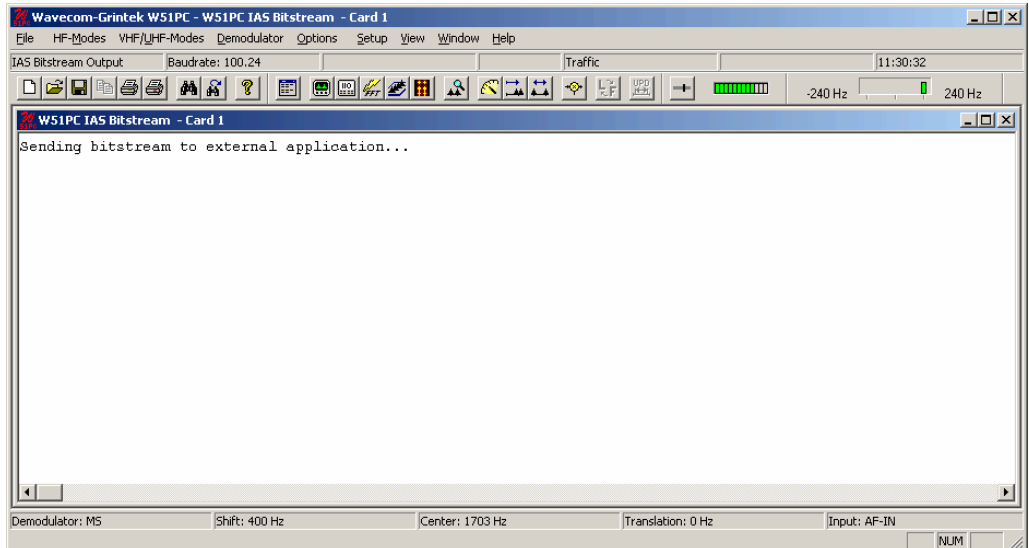 Wavecom-Grintek W51PC - W51PC IAS Bitstream - Card 1
File HF-Modes VHF/UHF-Modes Demodulator Options Setup View Window Help
IAS Bitstream Output Baudrate: 100.24 Traffic 11:30:32
-240 Hz 240 Hz
W51PC IAS Bitstream - Card 1
Sending bitstream to external application...
Demodulator: MS Shift: 400 Hz Center: 1703 Hz Translation: 0 Hz Input: AF-IN
NUM